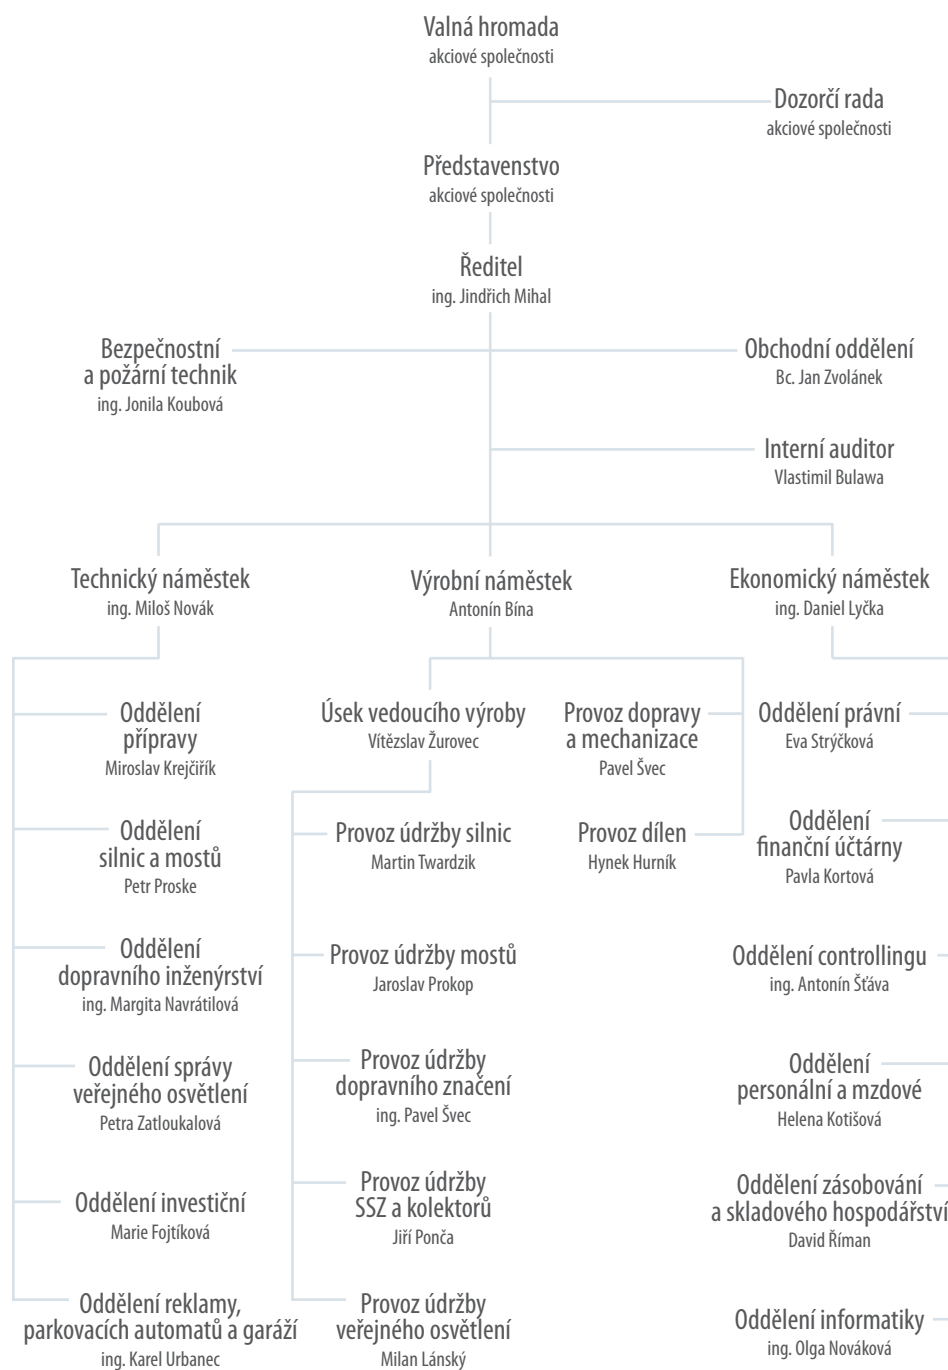 Valná hromada
akciové společnosti
Dozorčí rada
akciové společnosti
Představenstvo
akciové společnosti
Ředitel
ing. Jindřich Mihal
Bezpečnostní
a požární technik
ing. Jonila Koubová
Obchodní oddělení
Bc. Jan Zvolánek
Interní auditor
Vlastimil Bulawa
Technický náměstek
ing. Miloš Novák
Výrobní náměstek
Antonín Bína
Ekonomický náměstek
ing. Daniel Lyčka
Oddělení
přípravy
Miroslav Krejčiřík
Oddělení
silnic a mostů
Petr Proske
Oddělení
dopravního inženýrství
ing. Margita Navrátilová
Oddělení správy
veřejného osvětlení
Petra Zatloukalová
Oddělení investiční
Marie Fojtíková
Oddělení reklamy,
parkovacích automatů a garáží
ing. Karel Urbanec
Úsek vedoucího výroby
Vítězslav Žurovec
Provoz údržby silnic
Martin Twardzik
Provoz údržby mostů
Jaroslav Prokop
Provoz údržby
dopravního značení
ing. Pavel Švec
Provoz údržby
SSZ a kolektorů
Jiří Ponča
Provoz údržby
veřejného osvětlení
Milan Lánský
Provoz dopravy
a mechanizace
Pavel Švec
Provoz dílen
Hynek Hurník
Oddělení právní
Eva Strýčková
Oddělení
finanční účtárny
Pavla Kortová
Oddělení controllingu
ing. Antonín Šťáva
Oddělení
personální a mzdové
Helena Kotišová
Oddělení zásobování
a skladového hospodářství
David Říman
Oddělení informatiky
ing. Olga Nováková